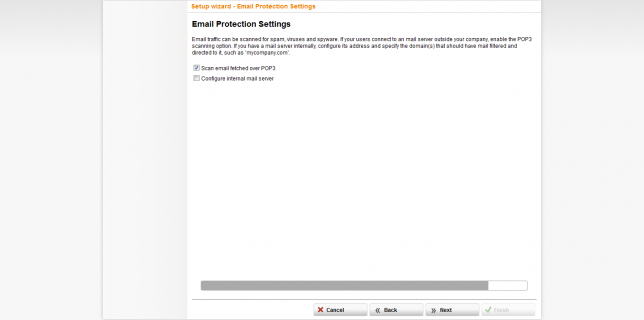 Setup wizard - Email Protection Settings
Email Protection Settings
Email traffic can be scanned for spam, viruses and spyware. If your users connect to an mail server outside your company, enable the POP3
scanning option. If you have a mail server internally, configure its address and specify the domain(s) that should have mail filtered and
directed to it, such as 'mycompany.com'.
Scan email fetched over POP3
Configure internal mail server
Cancel
Back
Next
Finish